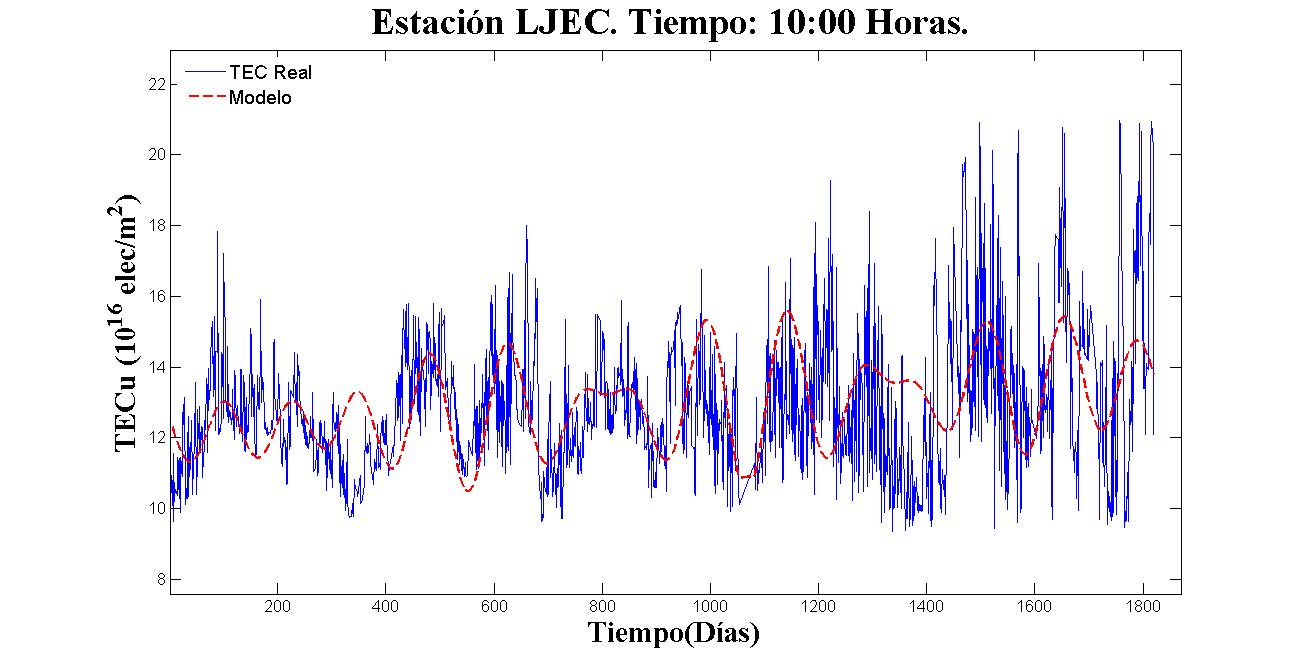 Estación LJEC. Tiempo: 10:00 Horas.
TEC Real
Modelo
TECu (10^16 elec/m^2)
22
20
18
16
14
12
10
8
200 400 600 800 1000 1200 1400 1600 1800
Tiempo(Días)